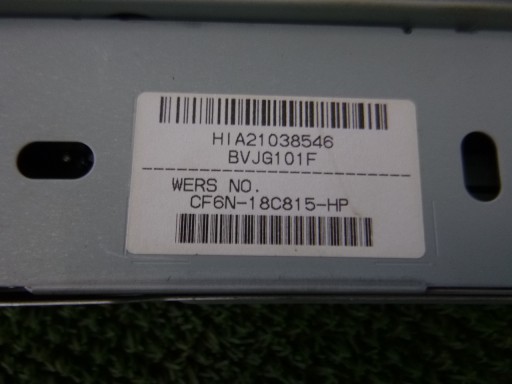 HIA21038546
BVJG101F
WERS NO.
CF6N-18C815-HP